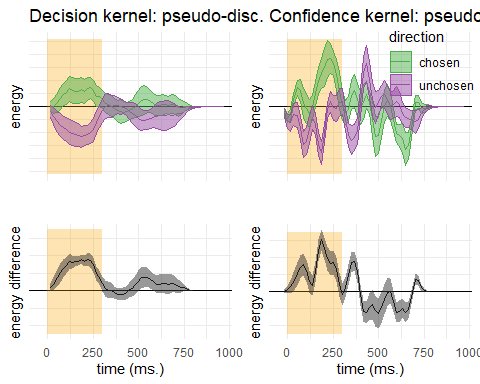 Decision kernel: pseudo-disc.
Confidence kernel: pseudo
direction
chosen
unchosen
energy
energy
energy difference
energy difference
0 250 500 750 1000
0 250 500 750 1000
time (ms.)
time (ms.)